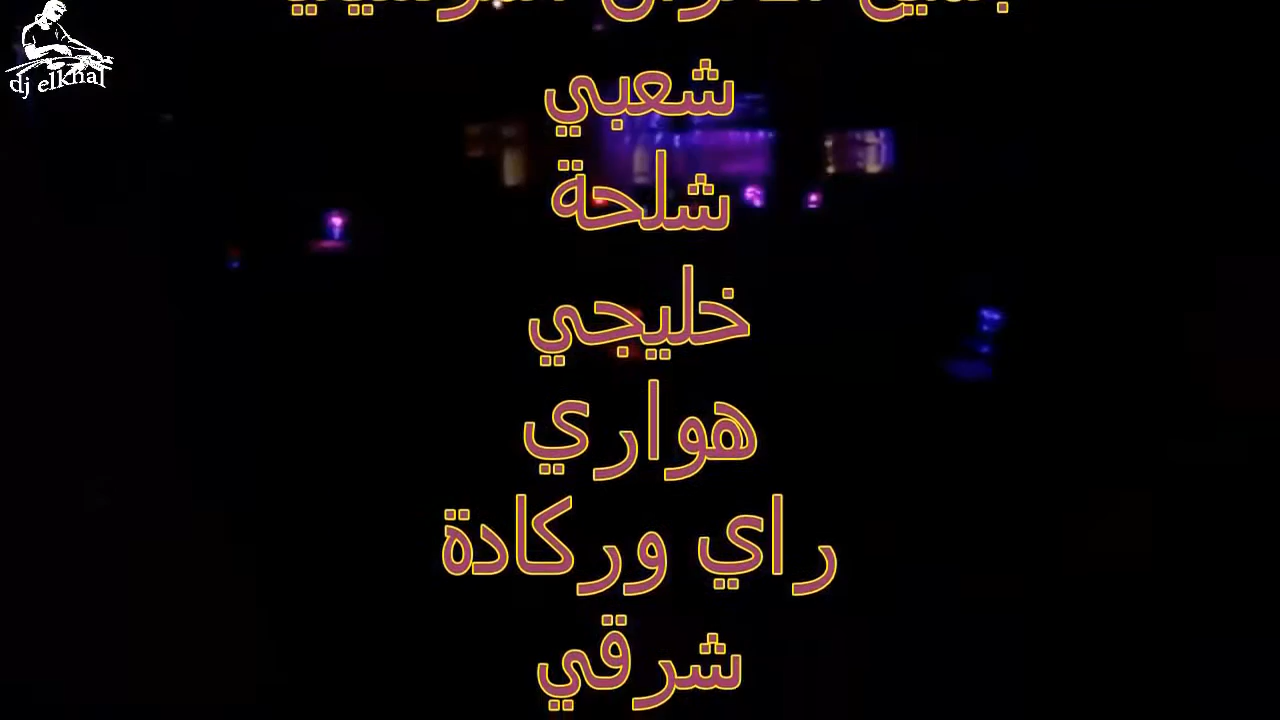 dj elkhal
شعبي
شلحة
خليجي
هواري
راي وركادة
شرقي